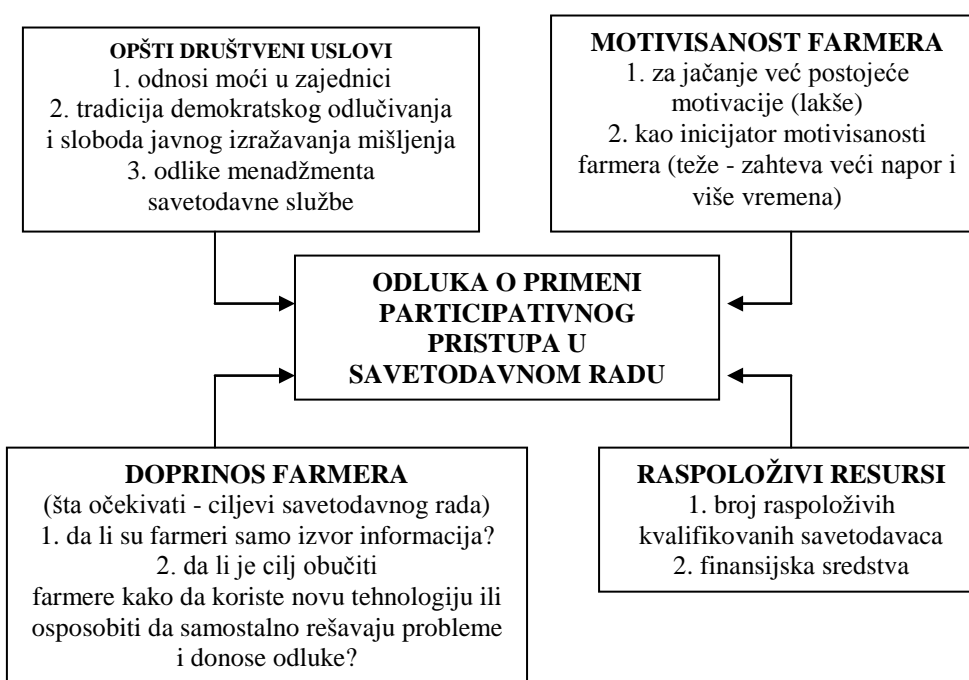 OPŠTI DRUŠTVENI USLOVI
1. odnosi moći u zajednici
2. tradicija demokratskog odlučivanja
i sloboda javnog izražavanja mišljenja
3. odlike menadžmenta
savetodavne službe
MOTIVISANOST FARMERA
1. za jačanje već postojeće
motivacije (lakše)
2. kao inicijator motivisanosti
farmera (teže - zahteva veći napor i
više vremena)
ODLUKA O PRIMENI
PARTICIPATIVNOG
PRISTUPA U
SAVETODAVNOM RADU
DOPRINOS FARMERA
(šta očekivati - ciljevi savetodavnog rada)
1. da li su farmeri samo izvor informacija?
2. da li je cilj obučiti
farmere kako da koriste novu tehnologiju ili
osposobiti da samostalno rešavaju probleme
i donose odluke?
RASPOLOŽIVI RESURSI
1. broj raspoloživih
kvalifikovanih savetodavaca
2. finansijska sredstva